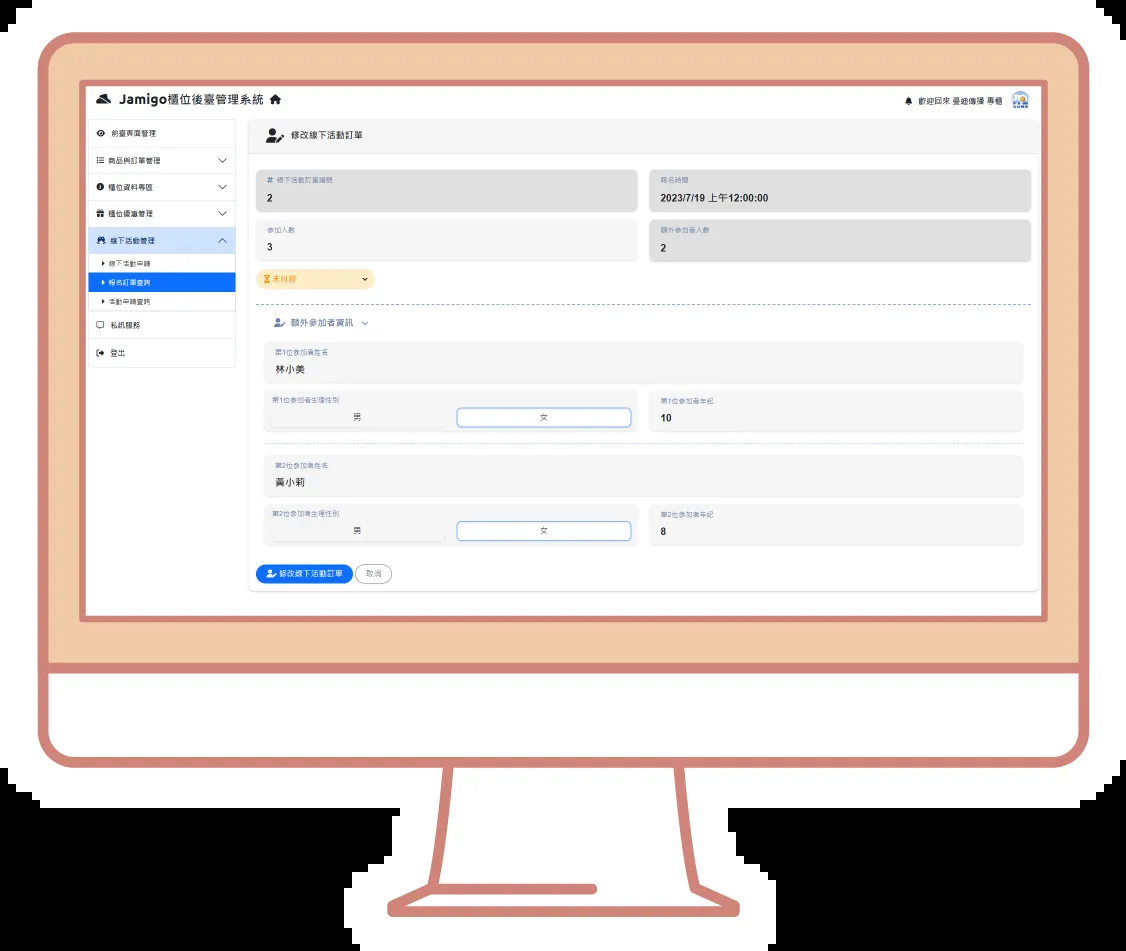 Jamigo櫃位後臺管理系統
歡迎回來 曼迪傳播 專櫃
前臺頁面管理
商品與訂單管理
櫃位資料專區
櫃位優惠管理
線下活動管理
線下活動申請
報名訂單查詢
活動申請查詢
私訊服務
登出
修改線下活動訂單
# 線下活動訂單編號
2
報名時間
2023/7/19 上午12:00:00
參加人數
3
額外參加者人數
2
未付款
額外參加者資訊
第1位參加者姓名
林小美
第1位參加者生理性別
男
女
第1位參加者年紀
10
第2位參加者姓名
黃小莉
第2位參加者生理性別
男
女
第2位參加者年紀
8
修改線下活動訂單
取消